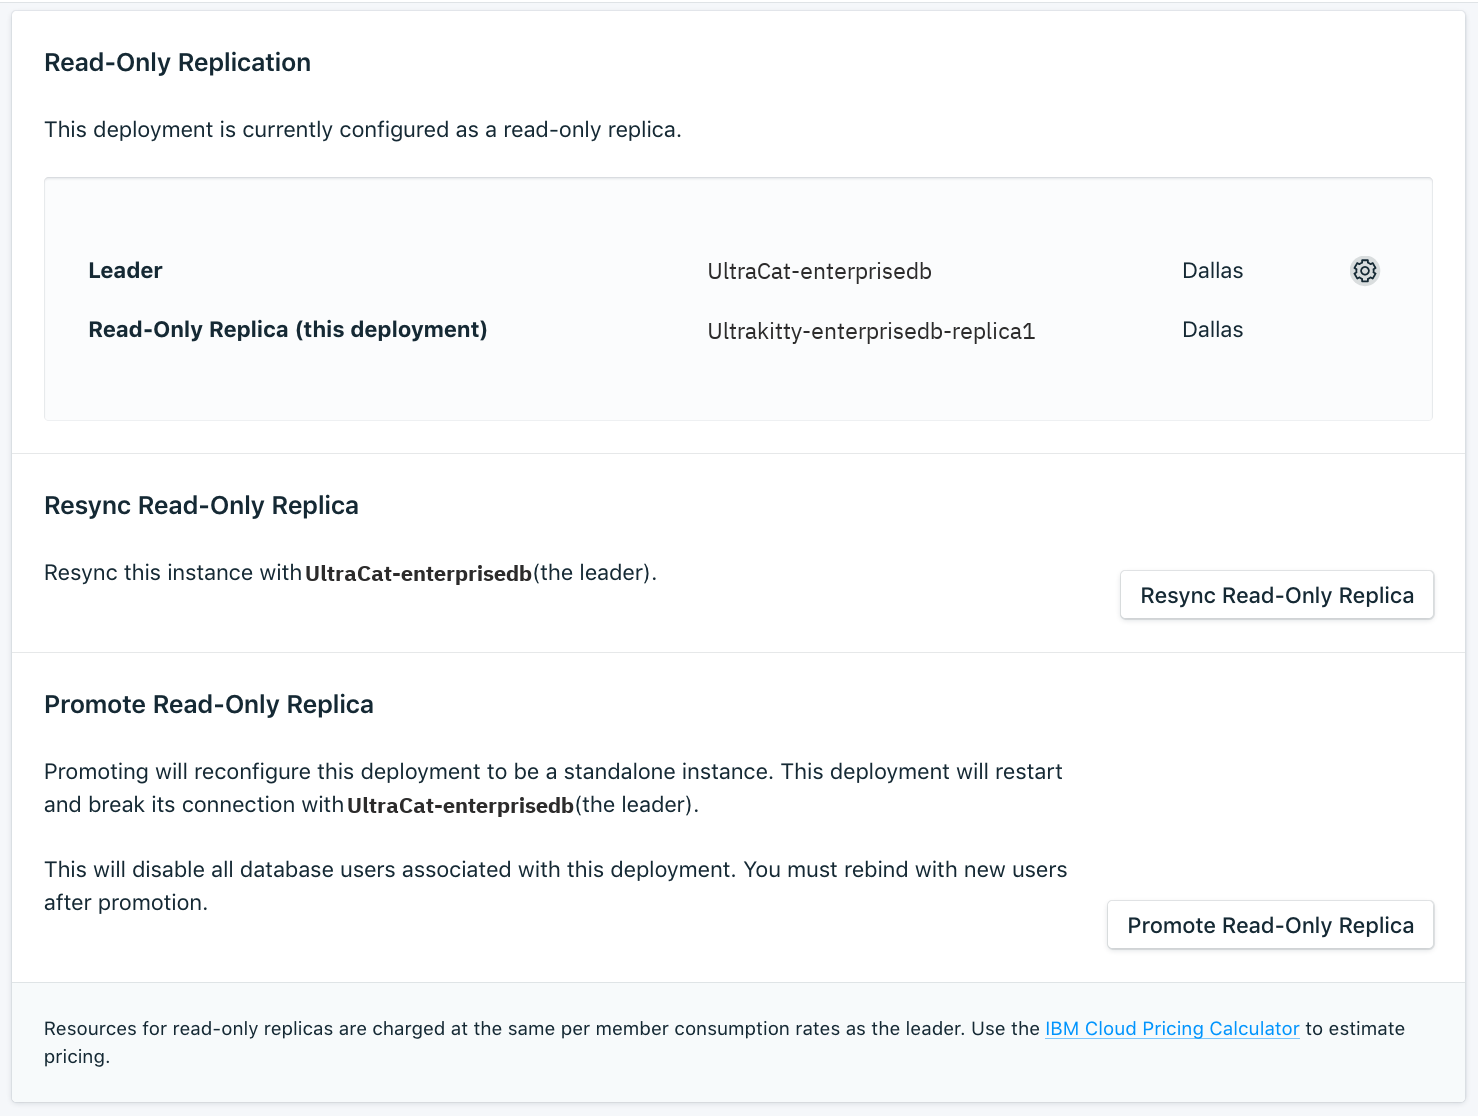 Read-Only Replication
This deployment is currently configured as a read-only replica.
Leader UltraCat-enterprisedb Dallas
Read-Only Replica (this deployment) Ultrakitty-enterprisedb-replica1 Dallas
Resync Read-Only Replica
Resync this instance with UltraCat-enterprisedb(the leader).
Resync Read-Only Replica
Promote Read-Only Replica
Promoting will reconfigure this deployment to be a standalone instance. This deployment will restart
and break its connection with UltraCat-enterprisedb(the leader).
This will disable all database users associated with this deployment. You must rebind with new users
after promotion.
Promote Read-Only Replica
Resources for read-only replicas are charged at the same per member consumption rates as the leader. Use the IBM Cloud Pricing Calculator to estimate
pricing.